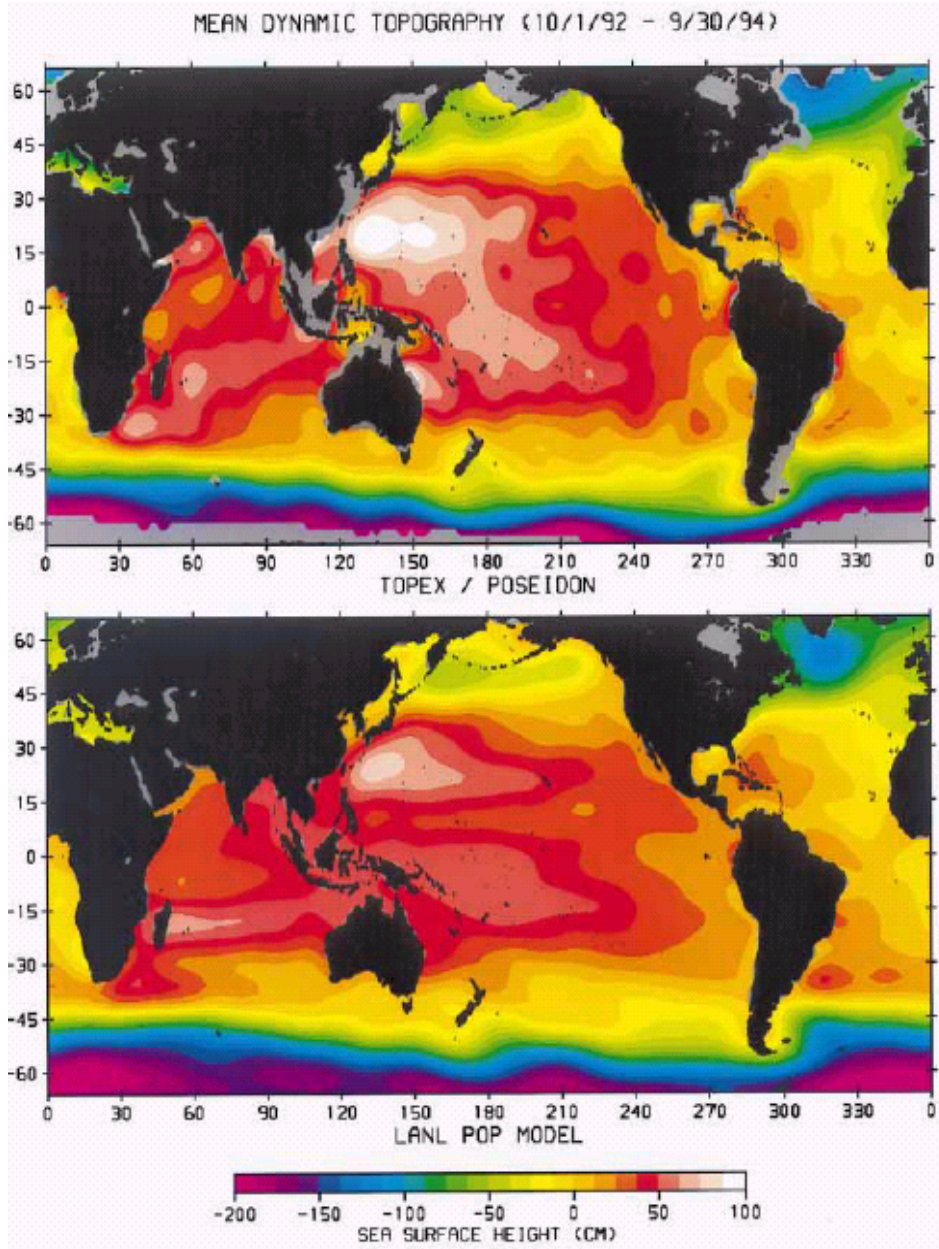 MEAN DYNAMIC TOPOGRAPHY (10/1/92 - 9/30/94)
60
45
30
15
0
-15
-30
-45
-60
0 30 60 90 120 150 180 210 240 270 300 330 0
TOPEX / POSEIDON
60
45
30
15
0
-15
-30
-45
-60
0 30 60 90 120 150 180 210 240 270 300 330 0
LANL POP MODEL
-200 -150 -100 -50 0 50 100
SEA SURFACE HEIGHT (CM)